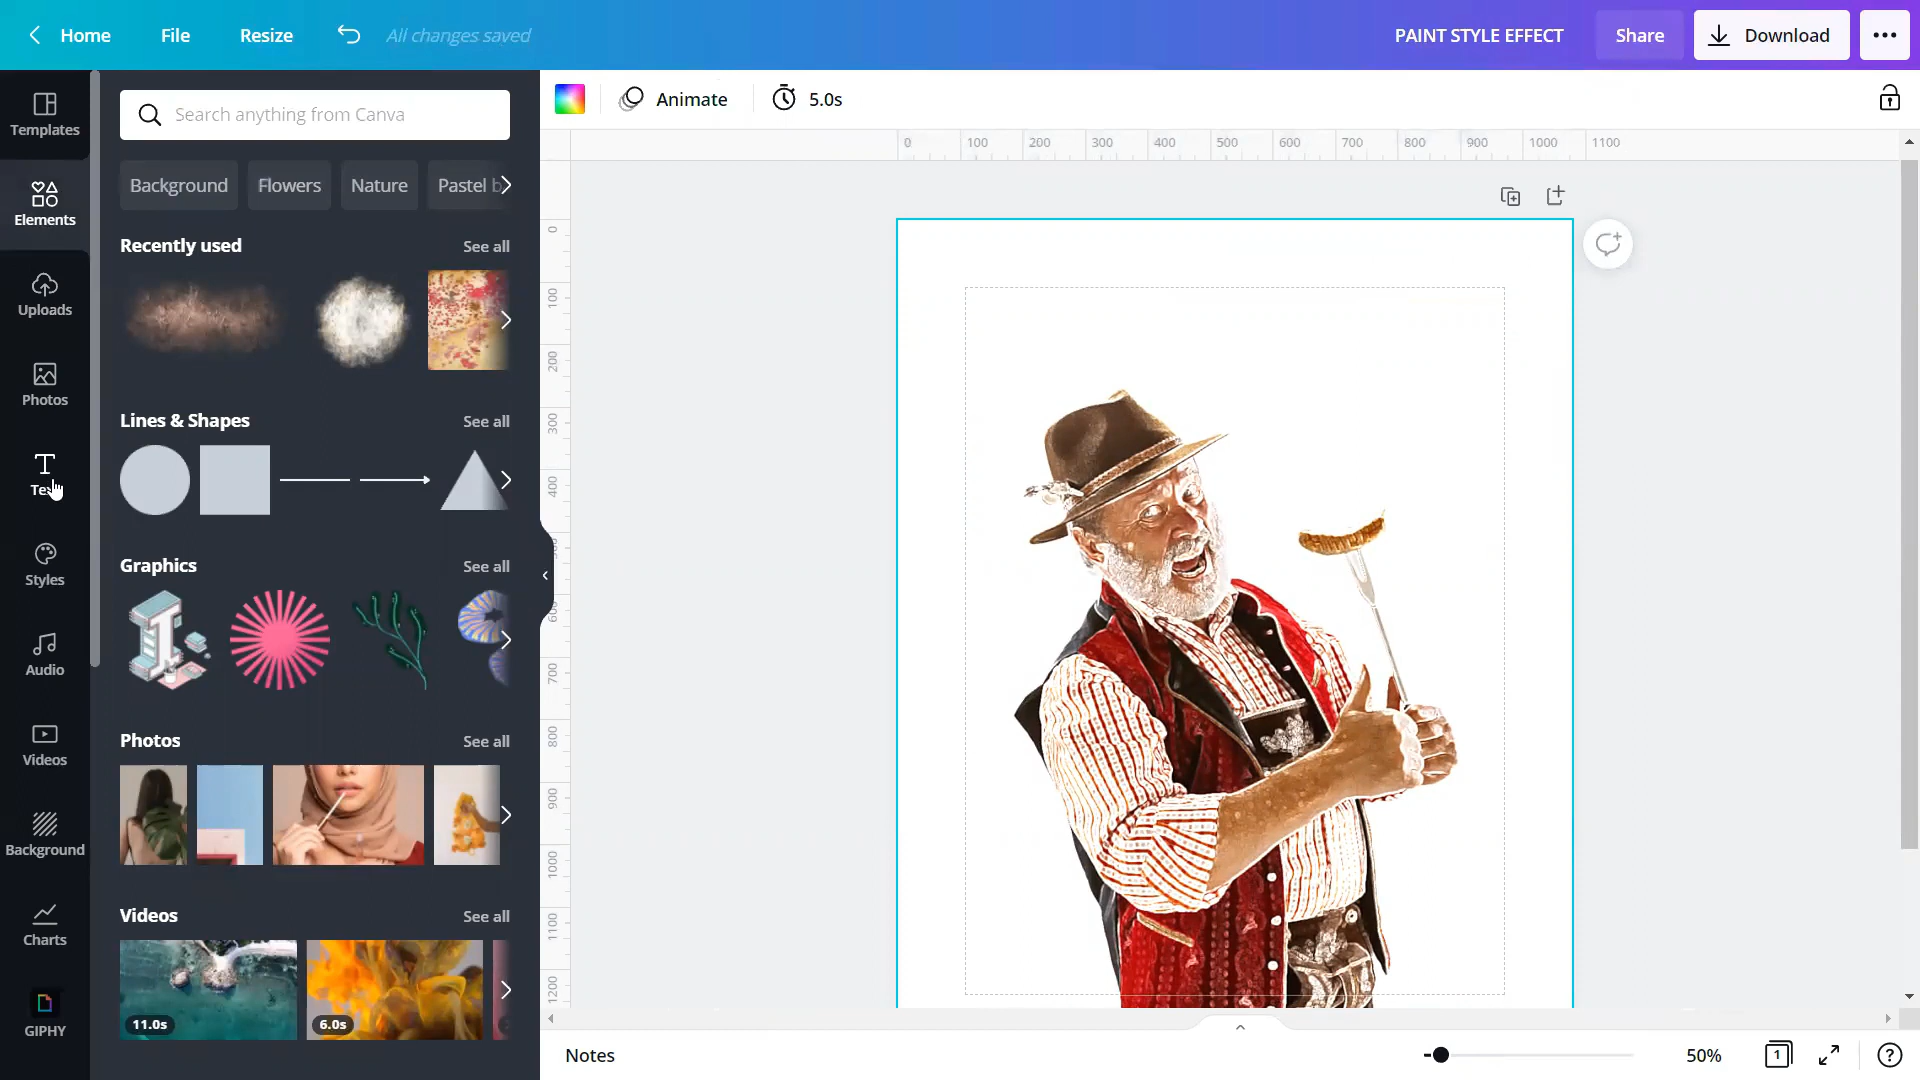 Home File Resize All changes saved PAINT STYLE EFFECT Share Download
Templates
Elements
Uploads
Photos
Text
Styles
Audio
Videos
Background
Charts
GIPHY
Search anything from Canva
Background Flowers Nature Pastel b
Recently used See all
Lines & Shapes See all
Graphics See all
Photos See all
Videos See all
11.0s 6.0s
Animate 5.0s
0 100 200 300 400 500 600 700 800 900 1000 1100
0
100
200
300
400
600
700
800
900
1000
1100
1200
Notes 50% 1